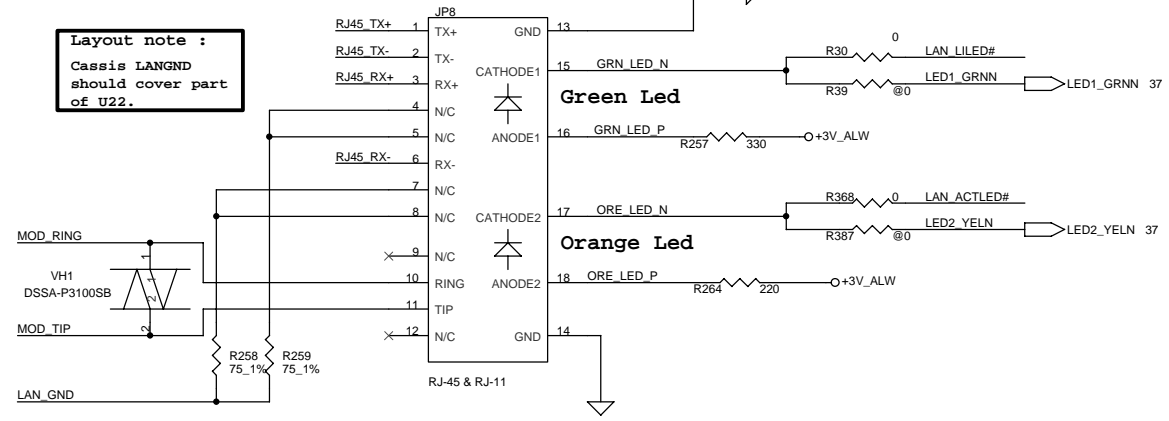 JP8
Layout note :
Cassis LANGND
should cover part
of U22.
RJ45_TX+ 1 TX+
RJ45_TX- 2 TX-
RJ45_RX+ 3 RX+
4 N/C
5 N/C
RJ45_RX- 6 RX-
7 N/C
8 N/C
9 N/C
10 RING
11 TIP
12 N/C
GND 13
CATHODE1 15 GRN_LED_N
Green Led
ANODE1 16 GRN_LED_P
R257 330 +3V_ALW
R30 0 LAN_LILED#
R39 @0 LED1_GRNN
LED1_GRNN 37
CATHODE2 17 ORE_LED_N
Orange Led
ANODE2 18 ORE_LED_P
R264 220 +3V_ALW
R368 0 LAN_ACTLED#
R387 @0 LED2_YELN
LED2_YELN 37
GND 14
RJ-45 & RJ-11
MOD_RING
1
1
VH1
DSSA-P3100SB
2
2
MOD_TIP
R258
75_1%
R259
75_1%
LAN_GND